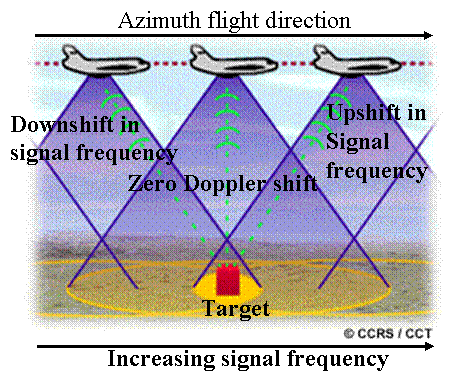 Azimuth flight direction
Downshift in
signal frequency
Upshift in
Signal
frequency
Zero Doppler shift
Target
© CCRS / CCT
Increasing signal frequency